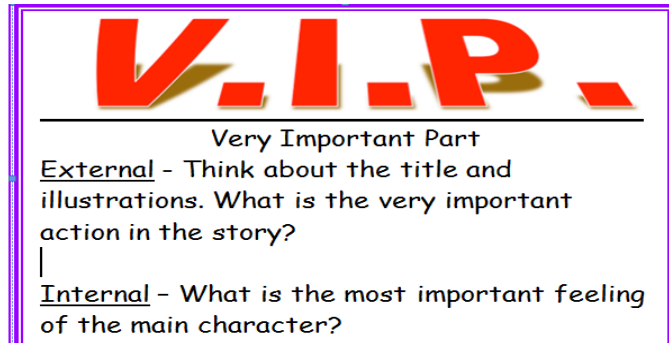 V.I.P.
Very Important Part
External - Think about the title and
illustrations. What is the very important
action in the story?
Internal – What is the most important feeling
of the main character?